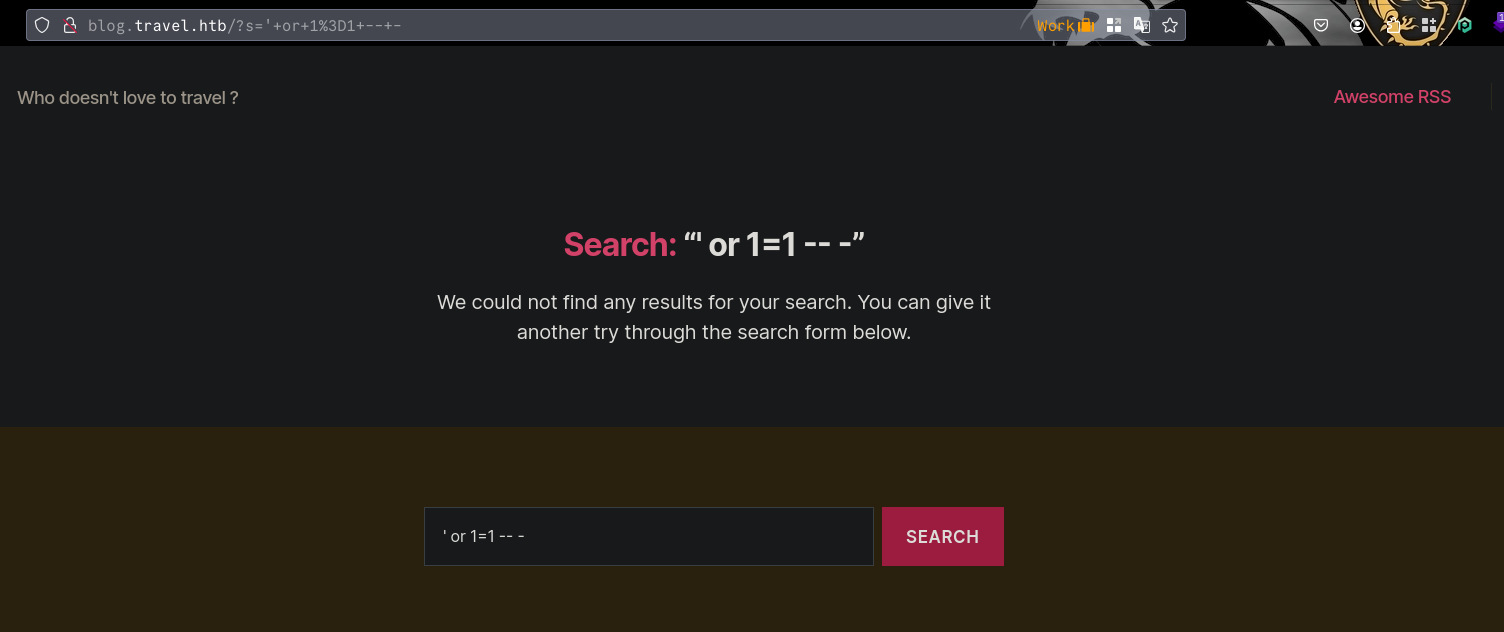 blog.travel.htb/?s='+or+1%3D1+--+-
Work
1
Who doesn't love to travel ?
Awesome RSS
Search: “' or 1=1 -- -”
We could not find any results for your search. You can give it
another try through the search form below.
' or 1=1 -- -
SEARCH